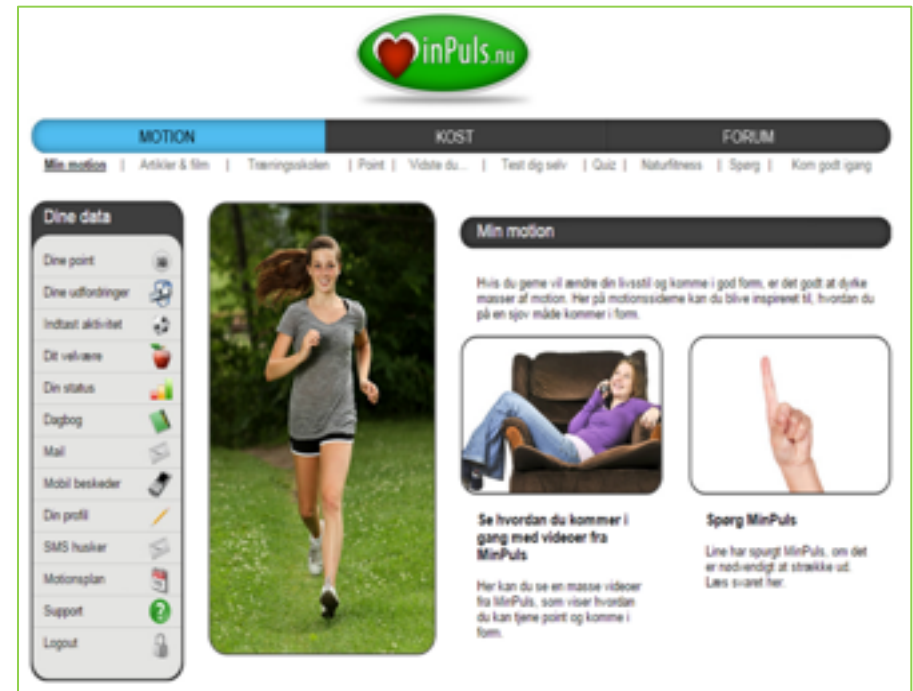 inPuls.nu
MOTION KOST FORUM
Min motion | Artikler & film | Træningsskolen | Point | Vidste du... | Test dig selv | Quiz | Naturfitness | Spørg | Kom godt igang
Dine data
Dine point
Dine udfordringer
Indtast aktivitet
Dit velvære
Din status
Dagbog
Mail
Mobil beskeder
Din profil
SMS husker
Motionsplan
Support
Logout
Min motion
Hvis du gerne vil ændre din livsstil og komme i god form, er det godt at dyrke
masser af motion. Her på motionssiderne kan du blive inspireret til, hvordan du
på en sjov måde kommer i form.
Se hvordan du kommer i
gang med videoer fra
MinPuls
Her kan du se en masse videoer
fra MinPuls, som viser hvordan
du kan tjene point og komme i
form.
Spørg MinPuls
Line har spurgt MinPuls, om det
er nødvendigt at strække ud.
Læs svaret her.